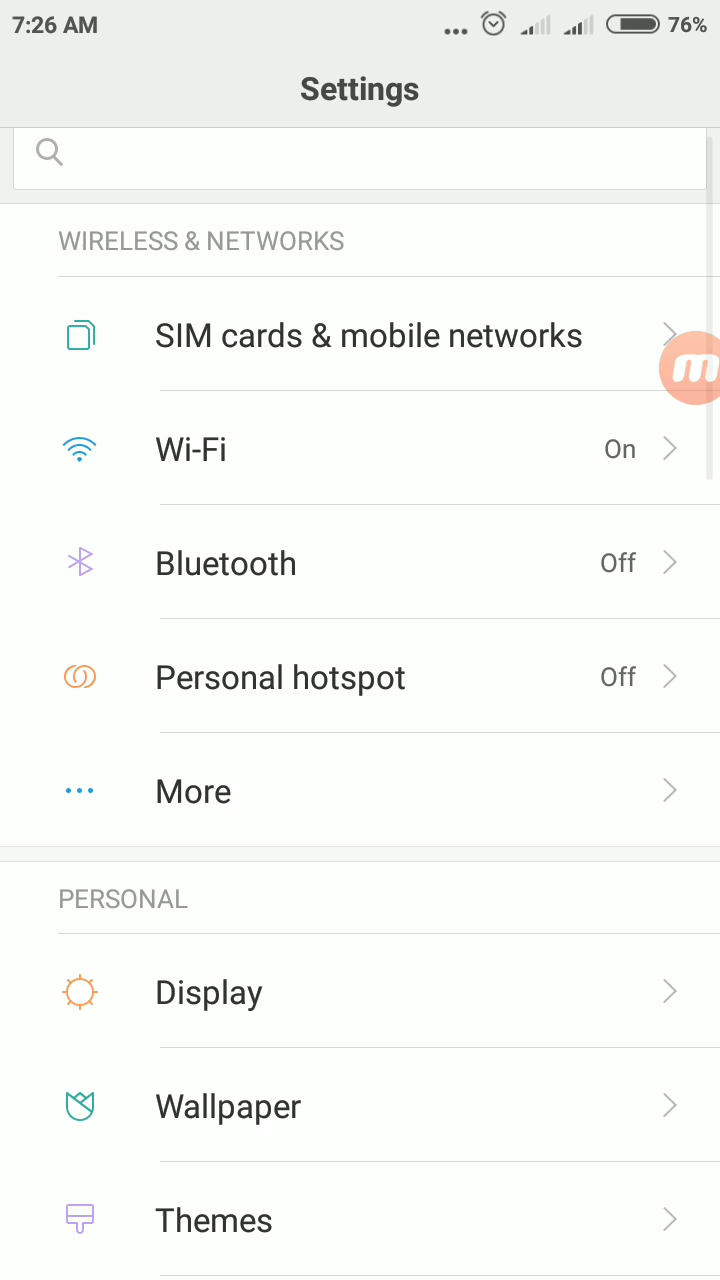 7:26 AM
76%
Settings
WIRELESS & NETWORKS
SIM cards & mobile networks
Wi-Fi On
Bluetooth Off
Personal hotspot Off
More
PERSONAL
Display
Wallpaper
Themes